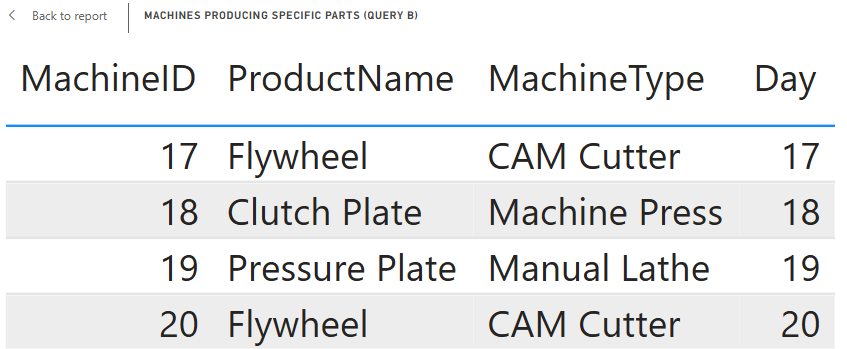 Back to report MACHINES PRODUCING SPECIFIC PARTS (QUERY B)
MachineID ProductName MachineType Day
17 Flywheel CAM Cutter 17
18 Clutch Plate Machine Press 18
19 Pressure Plate Manual Lathe 19
20 Flywheel CAM Cutter 20